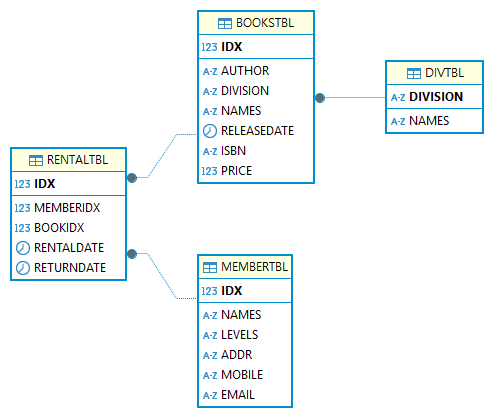 BOOKSTBL
123 IDX
A-Z AUTHOR
A-Z DIVISION
A-Z NAMES
RELEASEDATE
A-Z ISBN
123 PRICE
DIVTBL
A-Z DIVISION
A-Z NAMES
RENTALTBL
123 IDX
123 MEMBERIDX
123 BOOKIDX
RENTALDATE
RETURNDATE
MEMBERTBL
123 IDX
A-Z NAMES
A-Z LEVELS
A-Z ADDR
A-Z MOBILE
A-Z EMAIL